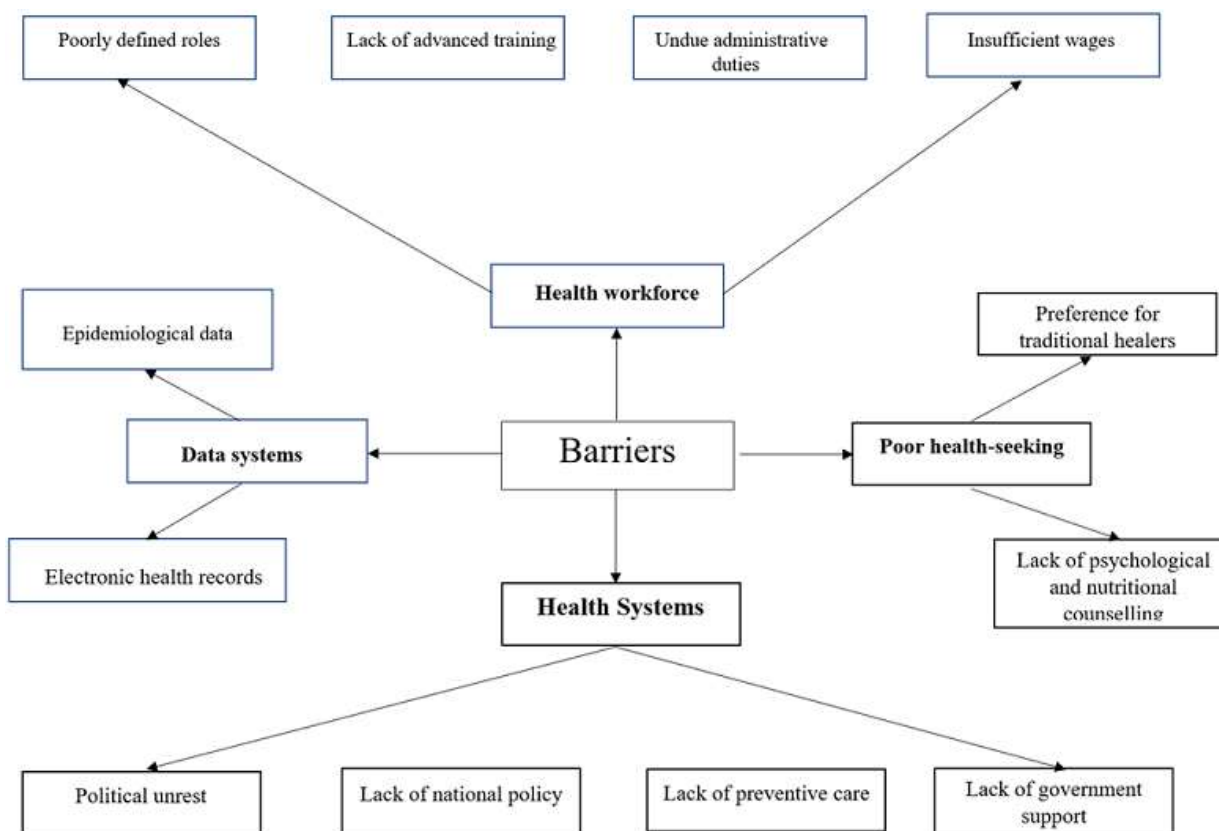 Poorly defined roles
Lack of advanced training
Undue administrative
duties
Insufficient wages
Health workforce
Epidemiological data
Preference for
traditional healers
Data systems
Barriers
Poor health-seeking
Electronic health records
Lack of psychological
and nutritional
counselling
Health Systems
Political unrest
Lack of national policy
Lack of preventive care
Lack of government
support